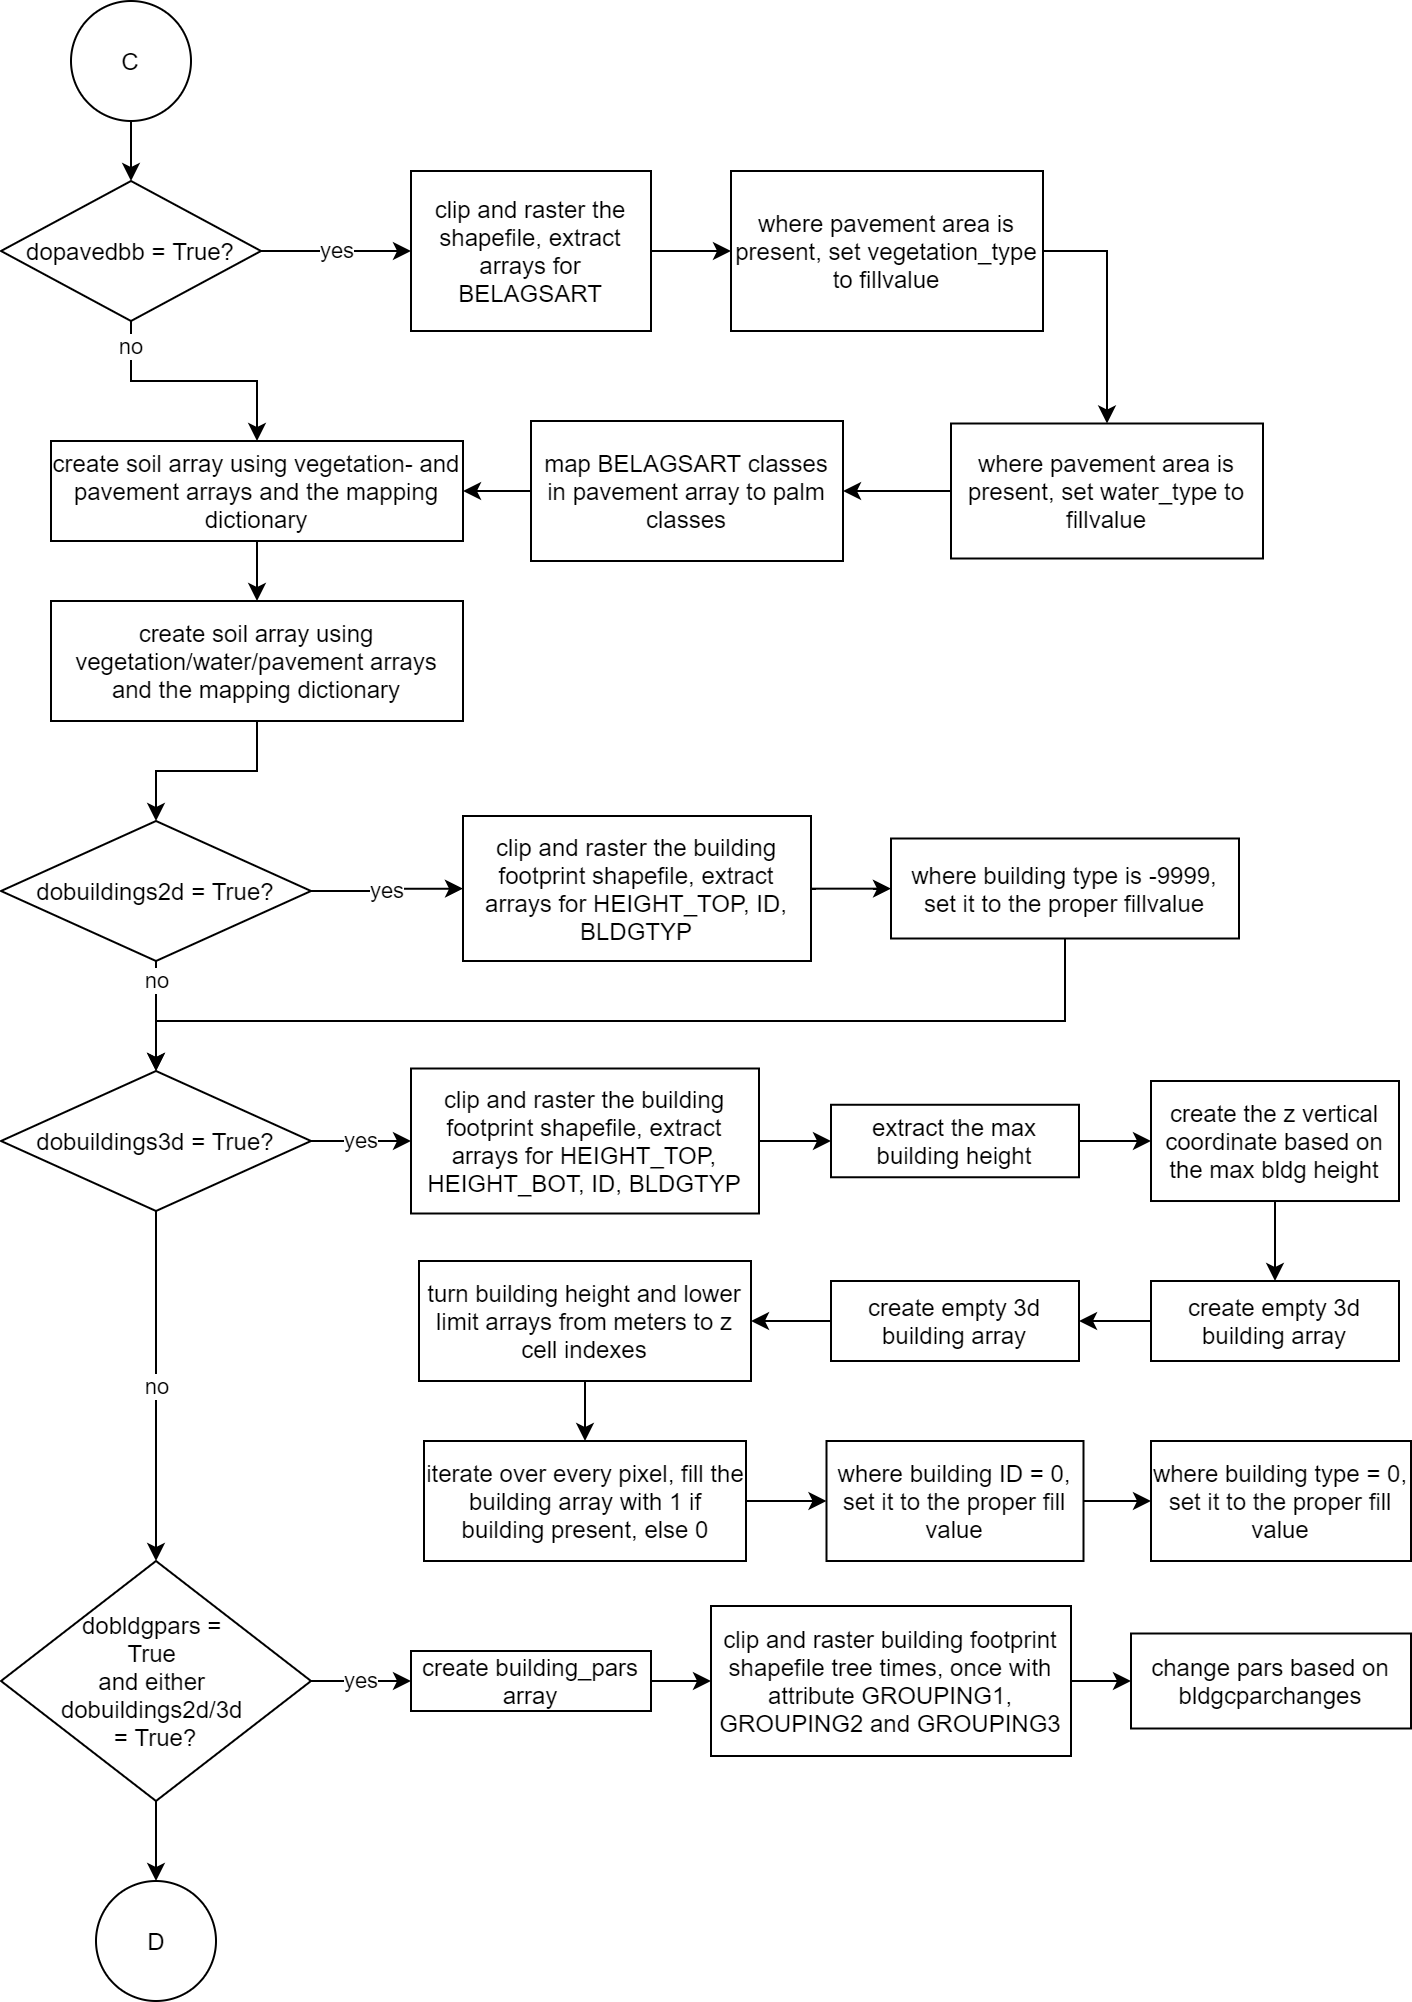 C
dopavedbb = True?
yes
clip and raster the
shapefile, extract
arrays for
BELAGSART
where pavement area is
present, set vegetation_type
to fillvalue
no
create soil array using vegetation- and
pavement arrays and the mapping
dictionary
map BELAGSART classes
in pavement array to palm
classes
where pavement area is
present, set water_type to
fillvalue
create soil array using
vegetation/water/pavement arrays
and the mapping dictionary
dobuildings2d = True?
yes
clip and raster the building
footprint shapefile, extract
arrays for HEIGHT_TOP, ID,
BLDGTYP
where building type is -9999,
set it to the proper fillvalue
no
dobuildings3d = True?
yes
clip and raster the building
footprint shapefile, extract
arrays for HEIGHT_TOP,
HEIGHT_BOT, ID, BLDGTYP
extract the max
building height
create the z vertical
coordinate based on
the max bldg height
turn building height and lower
limit arrays from meters to z
cell indexes
create empty 3d
building array
create empty 3d
building array
no
iterate over every pixel, fill the
building array with 1 if
building present, else 0
where building ID = 0,
set it to the proper fill
value
where building type = 0,
set it to the proper fill
value
dobldgpars =
True
and either
dobuildings2d/3d
= True?
yes
create building_pars
array
clip and raster building footprint
shapefile tree times, once with
attribute GROUPING1,
GROUPING2 and GROUPING3
change pars based on
bldgcparchanges
D